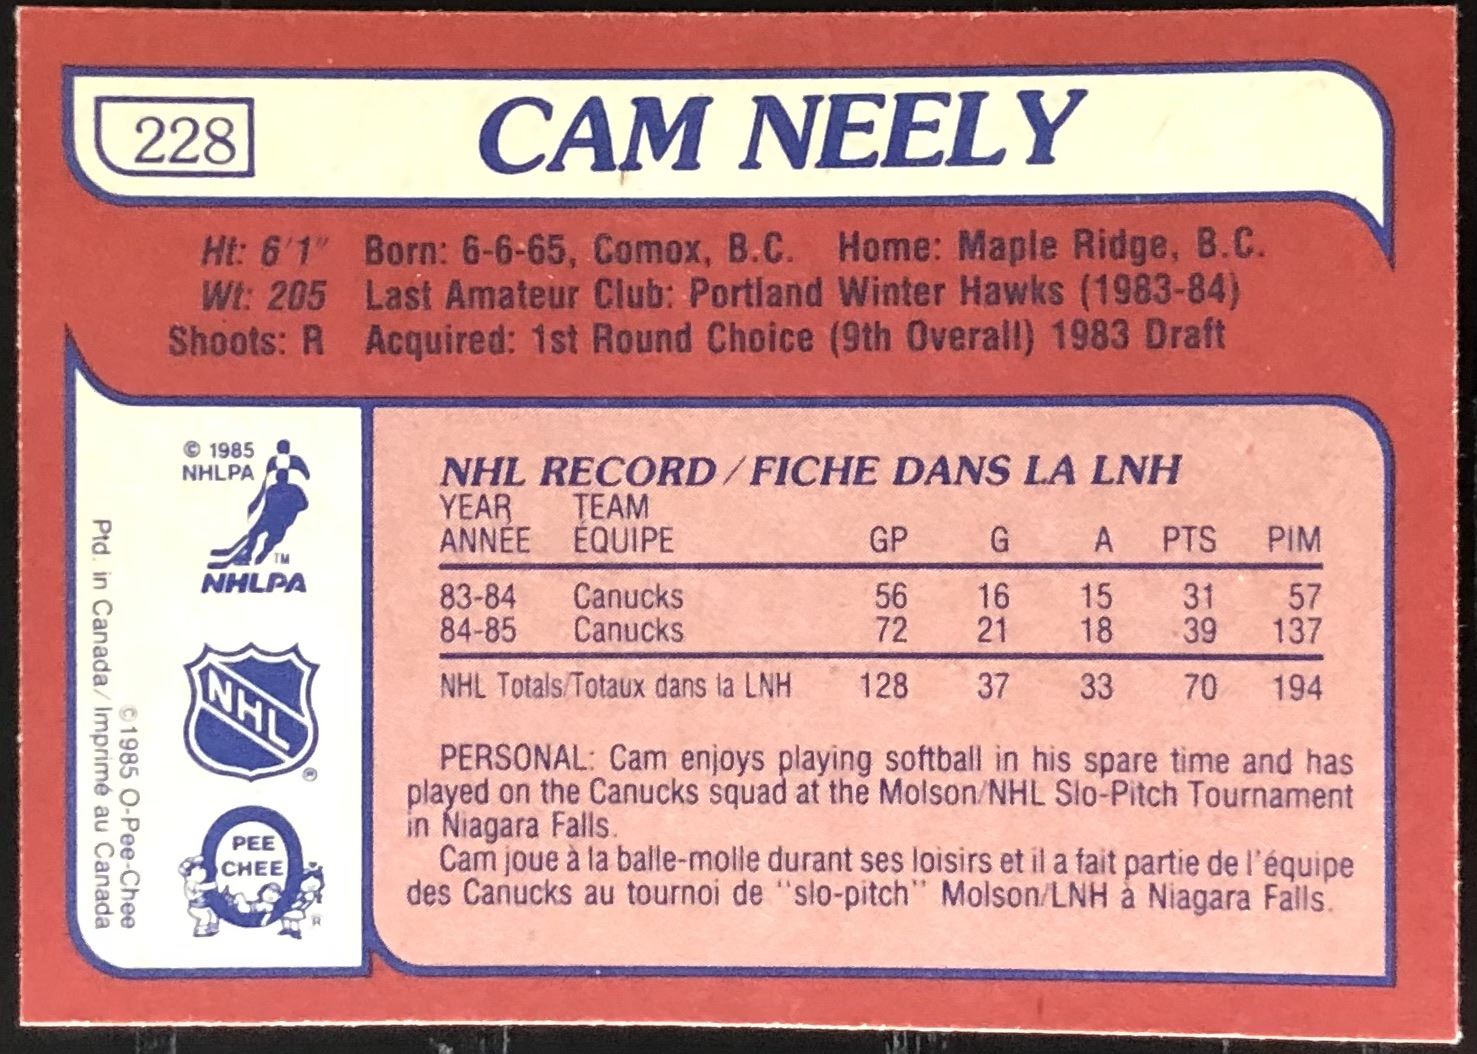 228
CAM NEELY
Ht: 6'1" Born: 6-6-65, Comox, B.C. Home: Maple Ridge, B.C.
Wt: 205 Last Amateur Club: Portland Winter Hawks (1983-84)
Shoots: R Acquired: 1st Round Choice (9th Overall) 1983 Draft
© 1985
NHLPA
TM
NHLPA
NHL
®
PEE
CHEE
R
© 1985 O-Pee-Chee
Ptd. in Canada/Imprimé au Canada
NHL RECORD/FICHE DANS LA LNH
YEAR TEAM
ANNÉE ÉQUIPE GP G A PTS PIM
83-84 Canucks 56 16 15 31 57
84-85 Canucks 72 21 18 39 137
NHL Totals/Totaux dans la LNH 128 37 33 70 194
PERSONAL: Cam enjoys playing softball in his spare time and has
played on the Canucks squad at the Molson/NHL Slo-Pitch Tournament
in Niagara Falls.
Cam joue à la balle-molle durant ses loisirs et il a fait partie de l'équipe
des Canucks au tournoi de "slo-pitch" Molson/LNH à Niagara Falls.